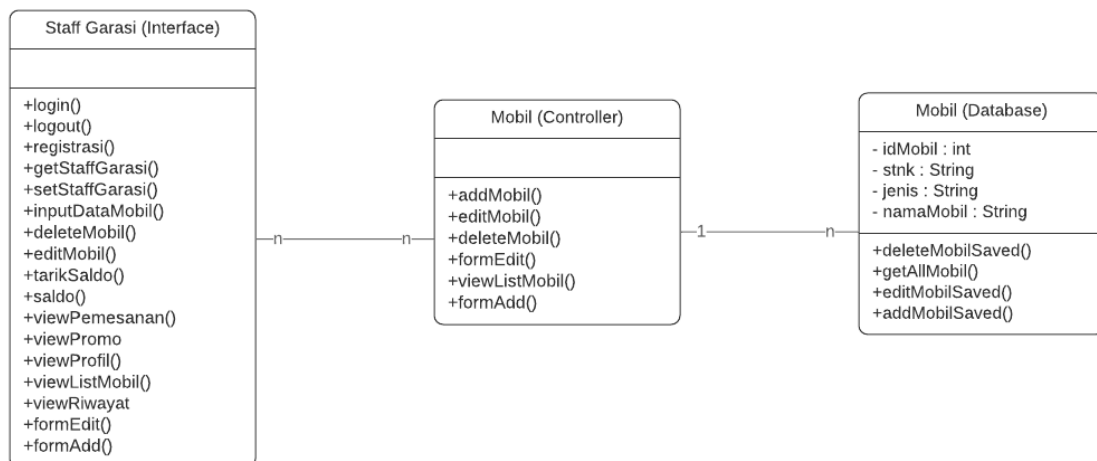 Staff Garasi (Interface)
+login()
+logout()
+registrasi()
+getStaffGarasi()
+setStaffGarasi()
+inputDataMobil()
+deleteMobil()
+editMobil()
+tarikSaldo()
+saldo()
+viewPemesanan()
+viewPromo
+viewProfil()
+viewListMobil()
+viewRiwayat
+formEdit()
+formAdd()
n
n
Mobil (Controller)
+addMobil()
+editMobil()
+deleteMobil()
+formEdit()
+viewListMobil()
+formAdd()
1
n
Mobil (Database)
- idMobil : int
- stnk : String
- jenis : String
- namaMobil : String
+deleteMobilSaved()
+getAllMobil()
+editMobilSaved()
+addMobilSaved()